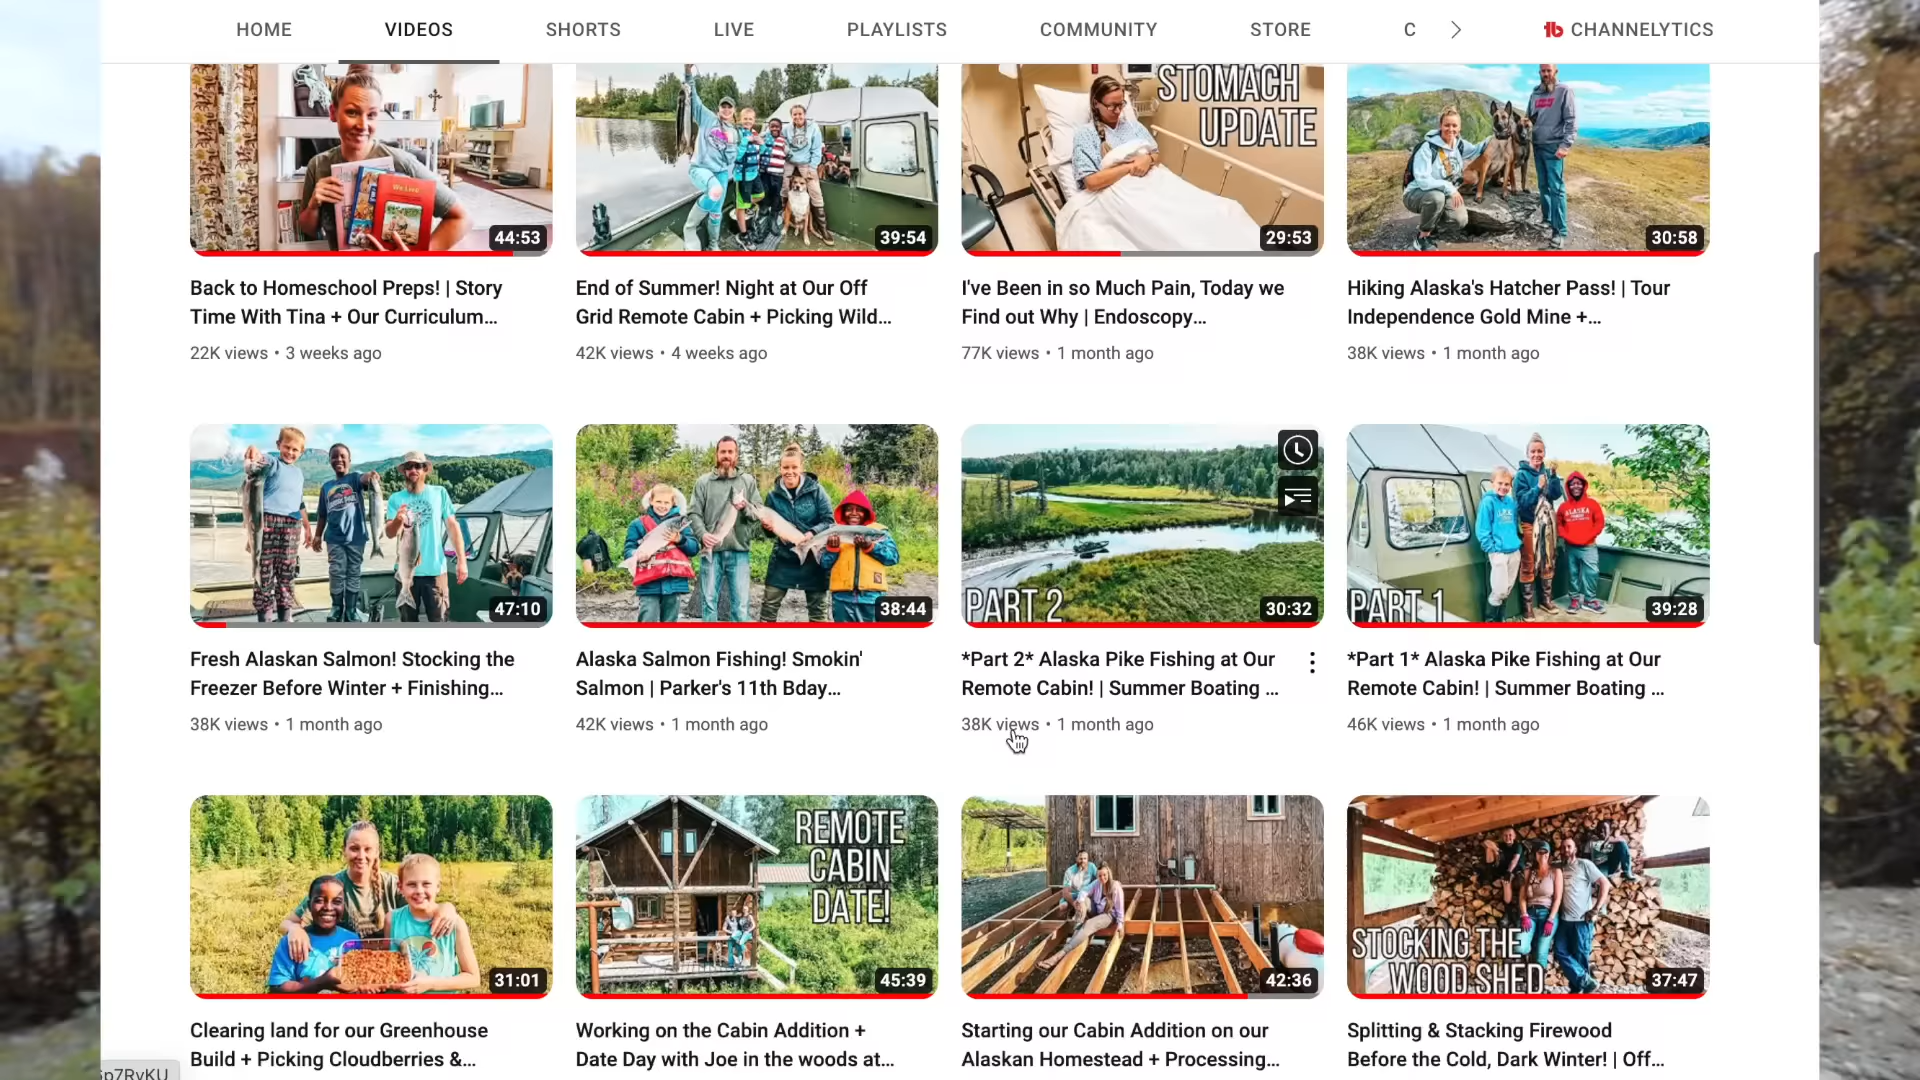 HOME
VIDEOS
SHORTS
LIVE
PLAYLISTS
COMMUNITY
STORE
C
CHANNELYTICS
We Live
44:53
39:54
STOMACH
UPDATE
29:53
30:58
Back to Homeschool Preps! | Story
Time With Tina + Our Curriculum...
22K views • 3 weeks ago
End of Summer! Night at Our Off
Grid Remote Cabin + Picking Wild...
42K views • 4 weeks ago
I've Been in so Much Pain, Today we
Find out Why | Endoscopy...
77K views • 1 month ago
Hiking Alaska's Hatcher Pass! | Tour
Independence Gold Mine +...
38K views • 1 month ago
47:10
38:44
PART 2
30:32
ALASKA
PART 1
39:28
Fresh Alaskan Salmon! Stocking the
Freezer Before Winter + Finishing...
38K views • 1 month ago
Alaska Salmon Fishing! Smokin'
Salmon | Parker's 11th Bday...
42K views • 1 month ago
*Part 2* Alaska Pike Fishing at Our
Remote Cabin! | Summer Boating ...
38K views • 1 month ago
*Part 1* Alaska Pike Fishing at Our
Remote Cabin! | Summer Boating ...
46K views • 1 month ago
31:01
REMOTE
CABIN
DATE!
45:39
42:36
STOCKING THE
WOOD SHED
37:47
Clearing land for our Greenhouse
Build + Picking Cloudberries &...
Working on the Cabin Addition +
Date Day with Joe in the woods at...
Starting our Cabin Addition on our
Alaskan Homestead + Processing...
Splitting & Stacking Firewood
Before the Cold, Dark Winter! | Off...